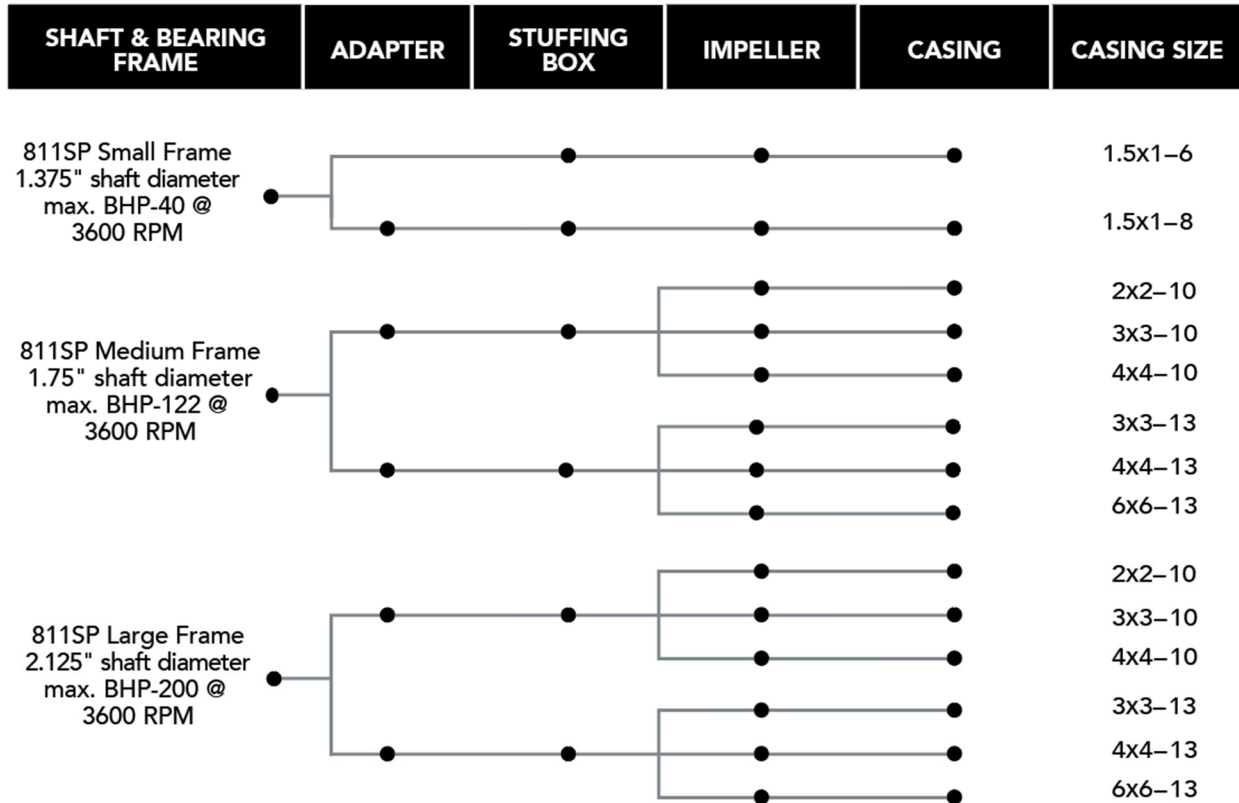 SHAFT & BEARING
FRAME
ADAPTER
STUFFING
BOX
IMPELLER
CASING
CASING SIZE
811SP Small Frame
1.375" shaft diameter
max. BHP-40 @
3600 RPM
1.5x1–6
1.5x1–8
811SP Medium Frame
1.75" shaft diameter
max. BHP-122 @
3600 RPM
2x2–10
3x3–10
4x4–10
3x3–13
4x4–13
6x6–13
811SP Large Frame
2.125" shaft diameter
max. BHP-200 @
3600 RPM
2x2–10
3x3–10
4x4–10
3x3–13
4x4–13
6x6–13